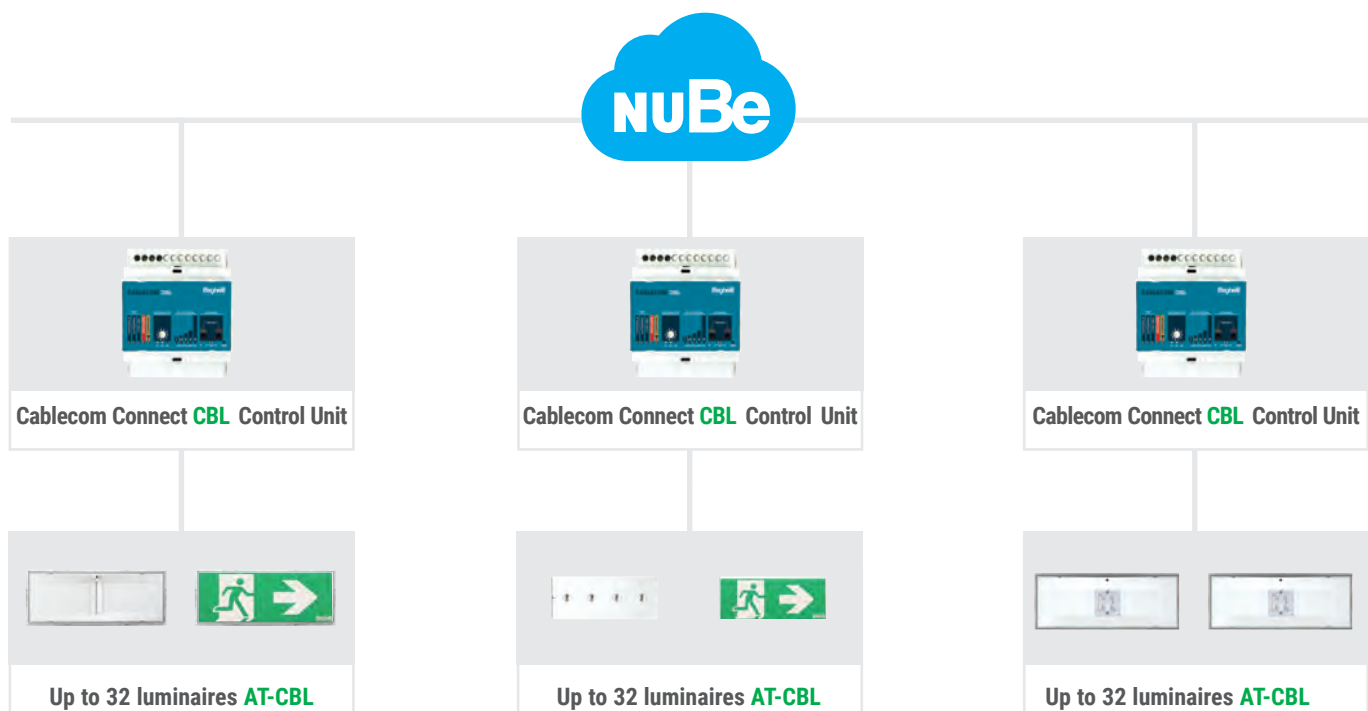 NUBe
Cablecom Connect CBL Control Unit
Cablecom Connect CBL Control Unit
Cablecom Connect CBL Control Unit
Up to 32 luminaires AT-CBL
Up to 32 luminaires AT-CBL
Up to 32 luminaires AT-CBL